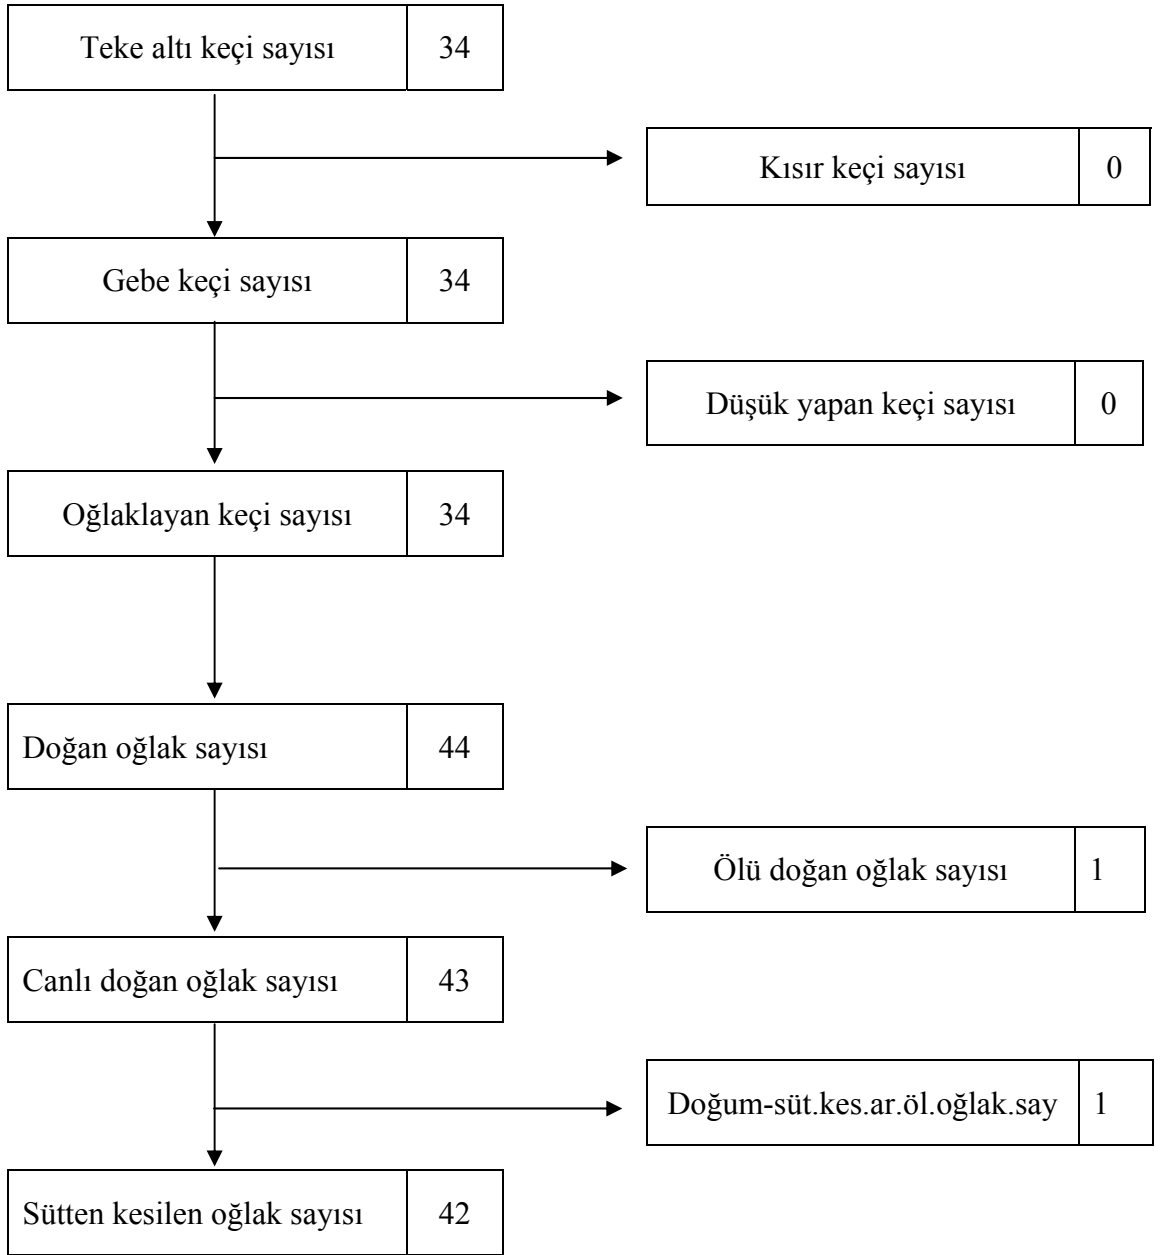 Teke altı keçi sayısı 34
Kısır keçi sayısı 0
Gebe keçi sayısı 34
Düşük yapan keçi sayısı 0
Oğlaklayan keçi sayısı 34
Doğan oğlak sayısı 44
Ölü doğan oğlak sayısı 1
Canlı doğan oğlak sayısı 43
Doğum-süt.kes.ar.öl.oğlak.say 1
Sütten kesilen oğlak sayısı 42